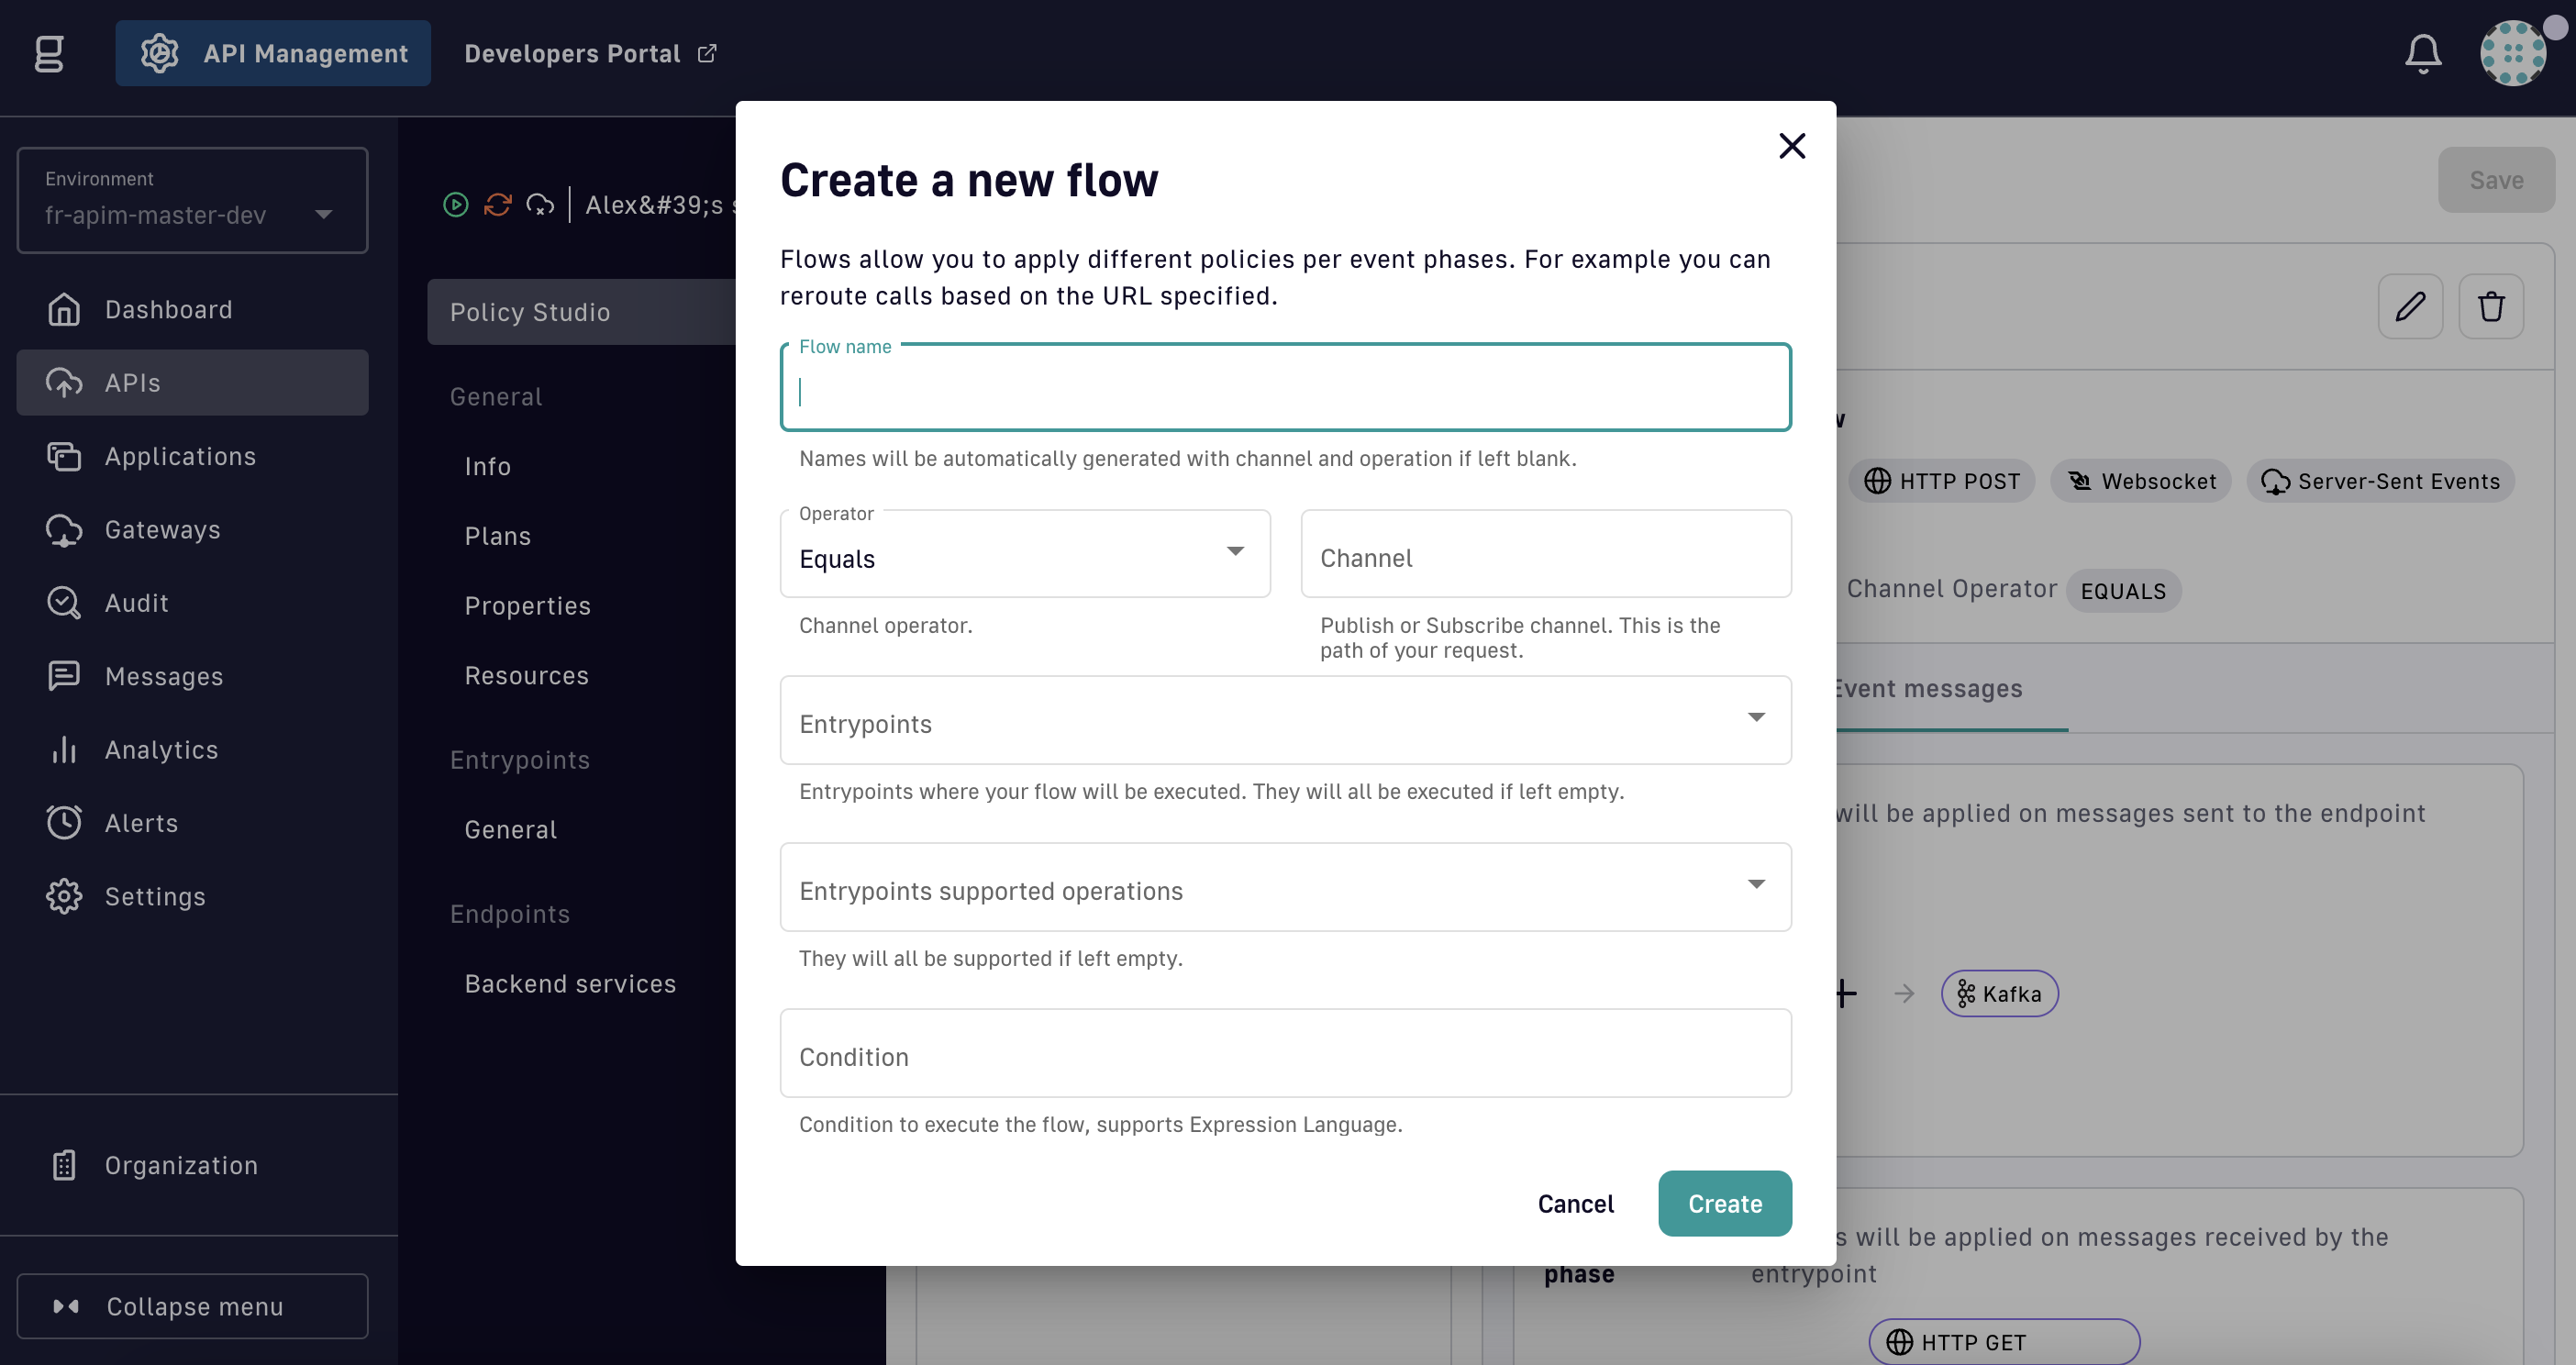 API Management
Developers Portal
Environment
fr-apim-master-dev
Dashboard
APIs
Applications
Gateways
Audit
Messages
Analytics
Alerts
Settings
Organization
Collapse menu
Alex&#39;s
Policy Studio
General
Info
Plans
Properties
Resources
Entrypoints
General
Endpoints
Backend services
Create a new flow
Flows allow you to apply different policies per event phases. For example you can
reroute calls based on the URL specified.
Flow name
Names will be automatically generated with channel and operation if left blank.
Operator
Equals
Channel operator.
Channel
Publish or Subscribe channel. This is the
path of your request.
Entrypoints
Entrypoints where your flow will be executed. They will all be executed if left empty.
Entrypoints supported operations
They will all be supported if left empty.
Condition
Condition to execute the flow, supports Expression Language.
Cancel
Create
Save
HTTP POST
Websocket
Server-Sent Events
Channel Operator EQUALS
Event messages
will be applied on messages sent to the endpoint
Kafka
s will be applied on messages received by the
phase
entrypoint
HTTP GET